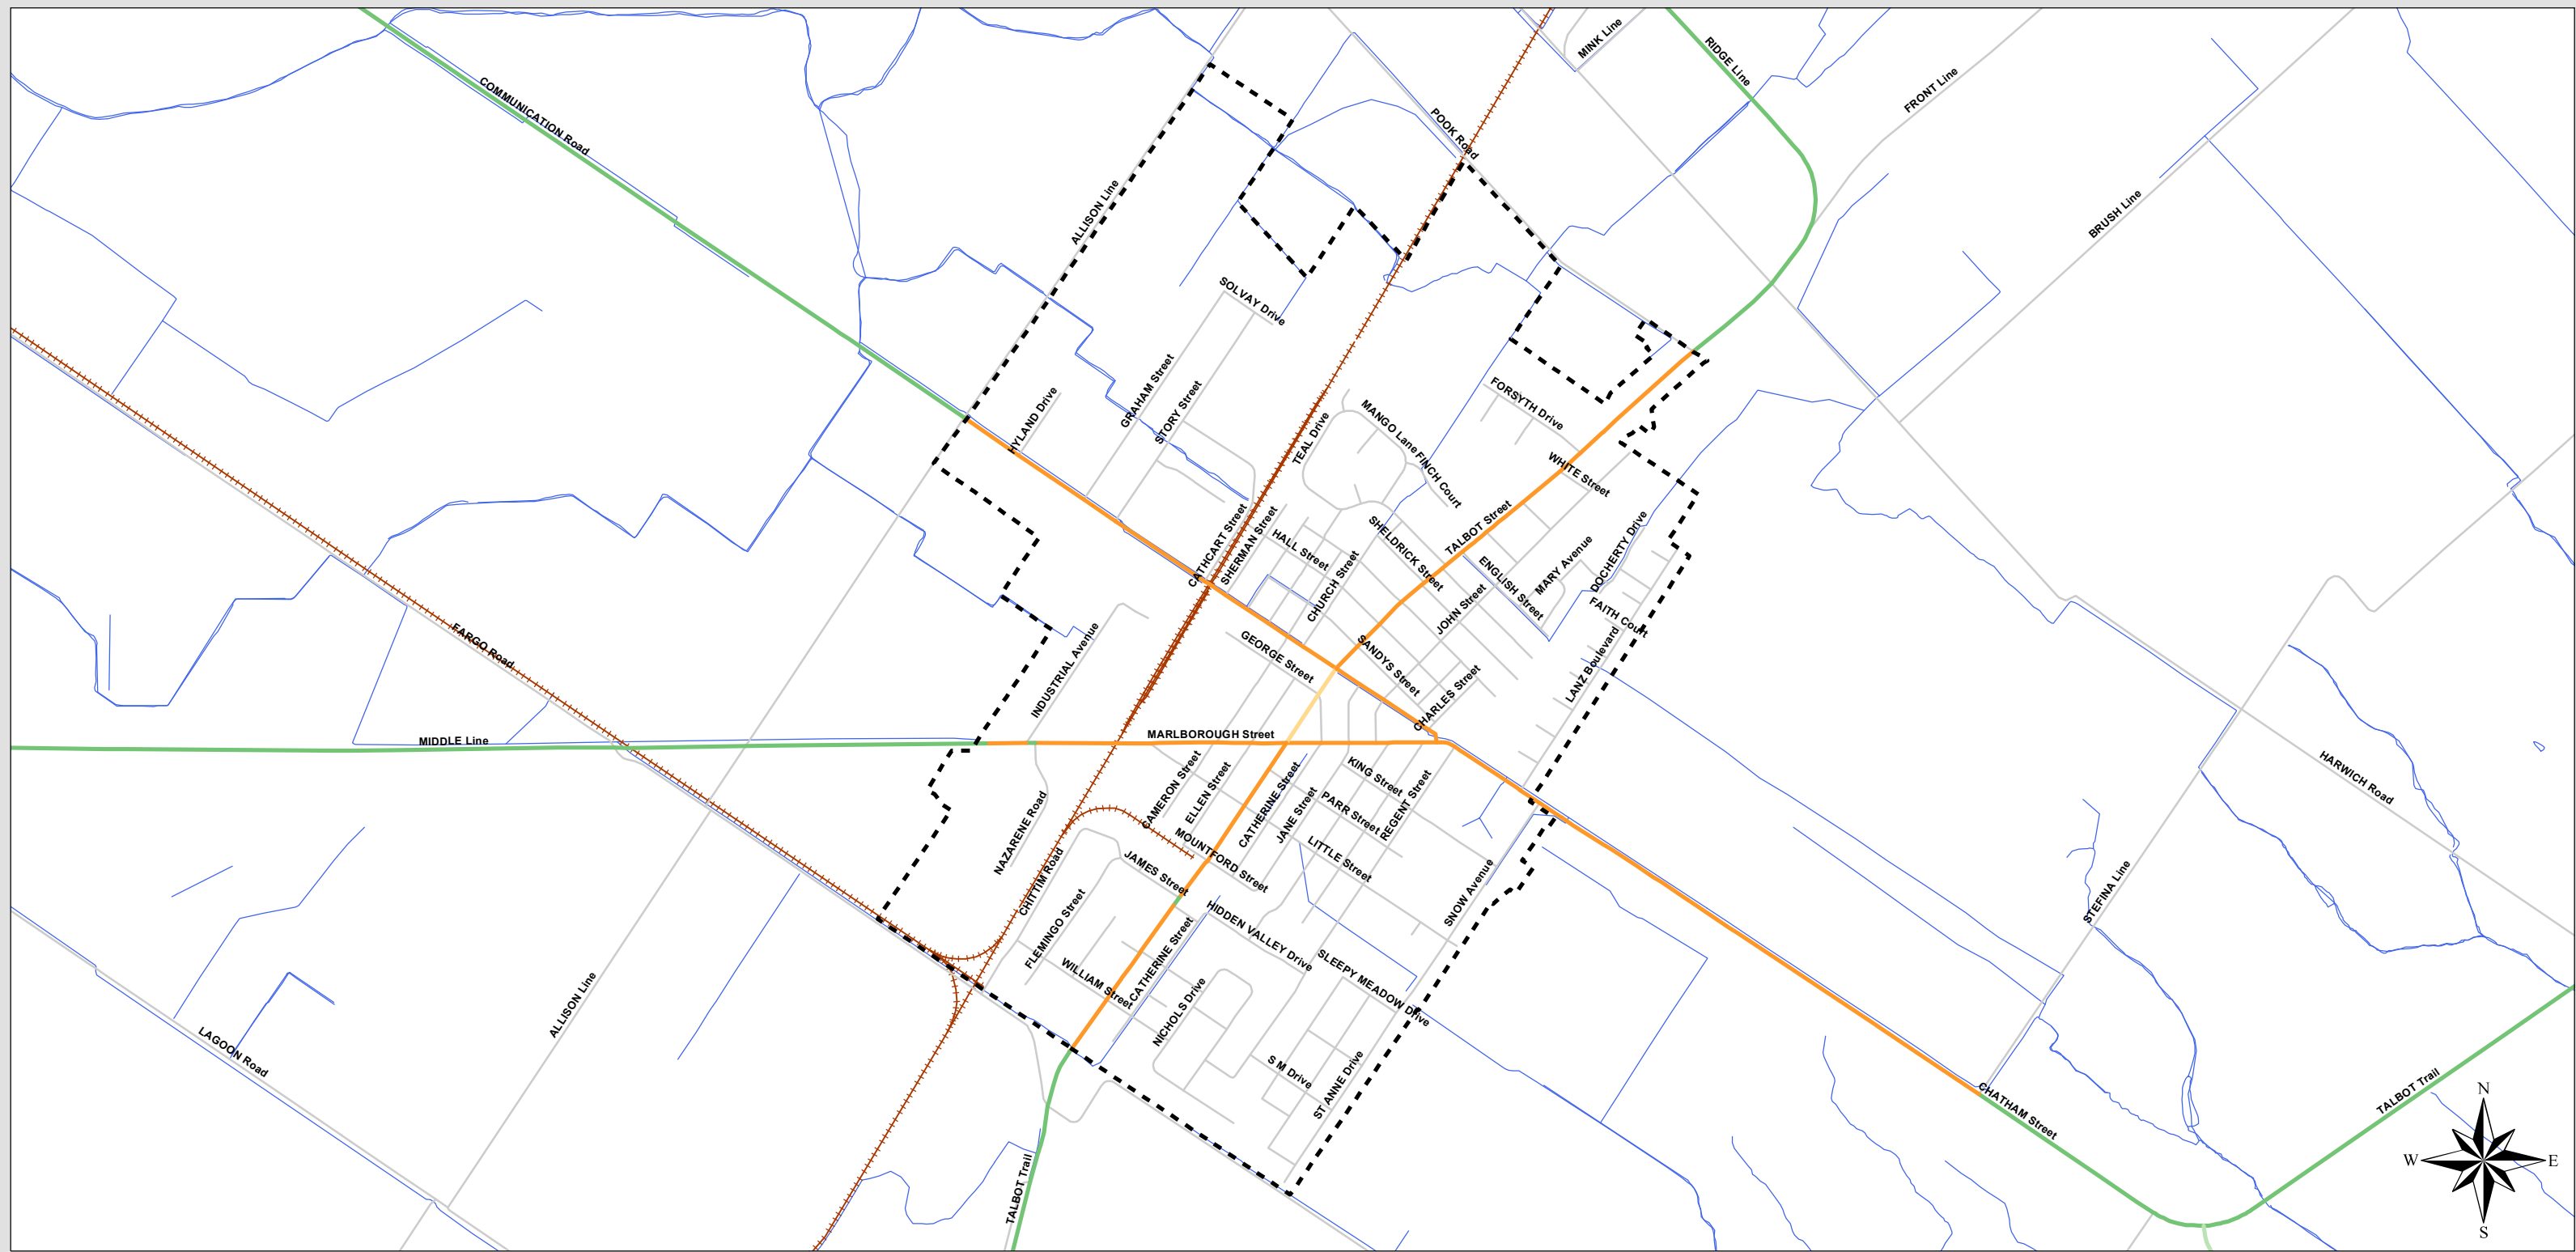 MINK Line
RIDGE Line
FRONT Line
COMMUNICATION Road
POOK Road
ALLISON Line
BRUSH Line
SOLVAY Drive
GRAHAM Street
STORY Street
HYLAND Drive
TEAL Drive
MANGO Lane
FINCH Court
FORSYTH Drive
WHITE Street
TALBOT Street
CATHCART Street
SHERMAN Street
HALL Street
SHELDRICK Street
CHURCH Street
ENGLISH Street
MARY Avenue
DOCHERTY Drive
JOHN Street
FAITH Court
FARGO Road
INDUSTRIAL Avenue
GEORGE Street
SANDYS Street
CHARLES Street
LANZ Boulevard
MIDDLE Line
MARLBOROUGH Street
CAMERON Street
ELLEN Street
CATHERINE Street
JANE Street
KING Street
PARR Street
REGENT Street
HARWICH Road
NAZARENE Road
MOUNTFORD Street
LITTLE Street
CHITTIM Road
JAMES Street
SNOW Avenue
STEFINA Line
FLEMINGO Street
HIDDEN VALLEY Drive
CATHERINE Street
WILLIAM Street
SLEEPY MEADOW Drive
NICHOLS Drive
ALLISON Line
LAGOON Road
S M Drive
ST ANNE Drive
CHATHAM Street
TALBOT Trail
TALBOT Trail
N
W
E
S